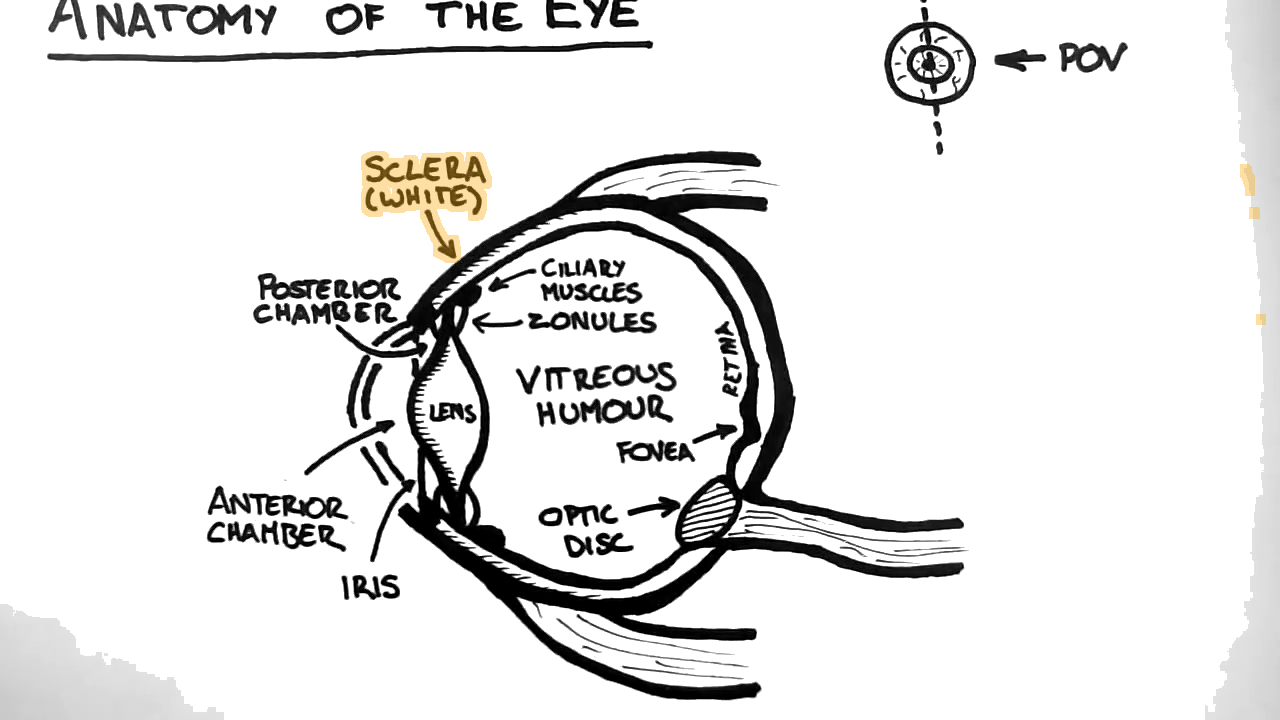 ANATOMY OF THE EYE
POV
SCLERA
(WHITE)
CILIARY
MUSCLES
POSTERIOR
CHAMBER
ZONULES
RETINA
VITREOUS
HUMOUR
LENS
FOVEA
ANTERIOR
CHAMBER
OPTIC
DISC
IRIS